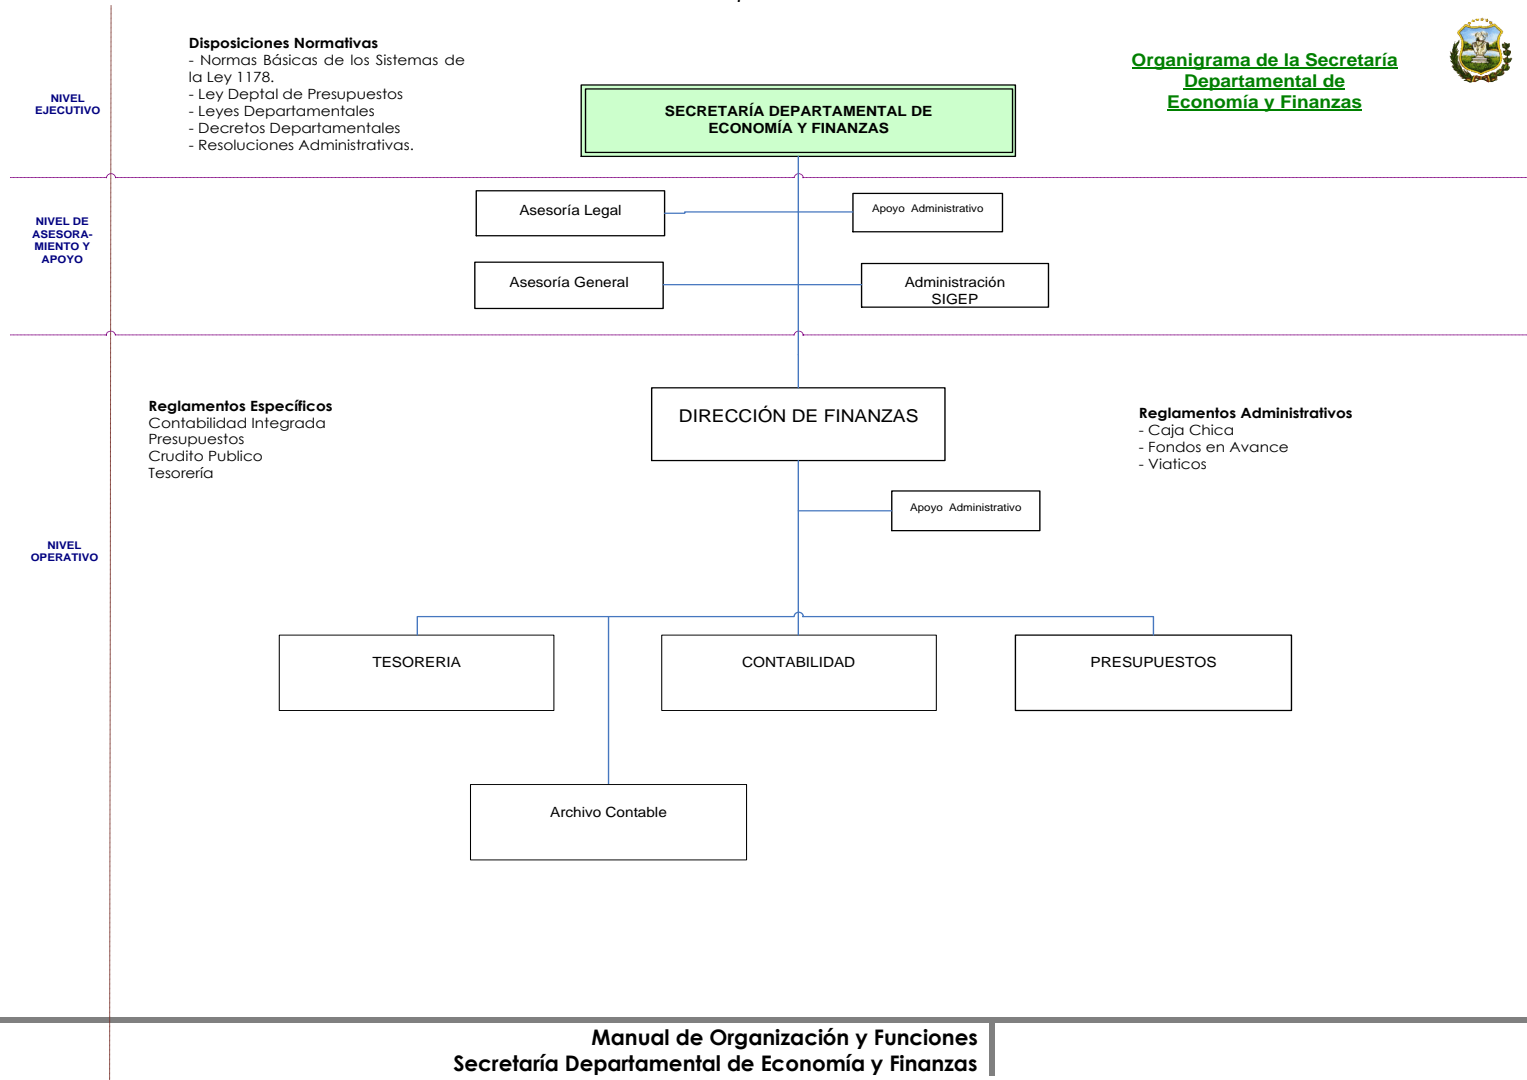 Disposiciones Normativas
- Normas Básicas de los Sistemas de
la Ley 1178.
- Ley Deptal de Presupuestos
- Leyes Departamentales
- Decretos Departamentales
- Resoluciones Administrativas.
Organigrama de la Secretaría
Departamental de
Economía y Finanzas
NIVEL
EJECUTIVO
SECRETARÍA DEPARTAMENTAL DE
ECONOMÍA Y FINANZAS
NIVEL DE
ASESORA-
MIENTO Y
APOYO
Asesoría Legal
Apoyo Administrativo
Asesoría General
Administración
SIGEP
Reglamentos Específicos
Contabilidad Integrada
Presupuestos
Crudito Publico
Tesorería
DIRECCIÓN DE FINANZAS
Reglamentos Administrativos
- Caja Chica
- Fondos en Avance
- Viaticos
Apoyo Administrativo
NIVEL
OPERATIVO
TESORERIA
CONTABILIDAD
PRESUPUESTOS
Archivo Contable
Manual de Organización y Funciones
Secretaría Departamental de Economía y Finanzas